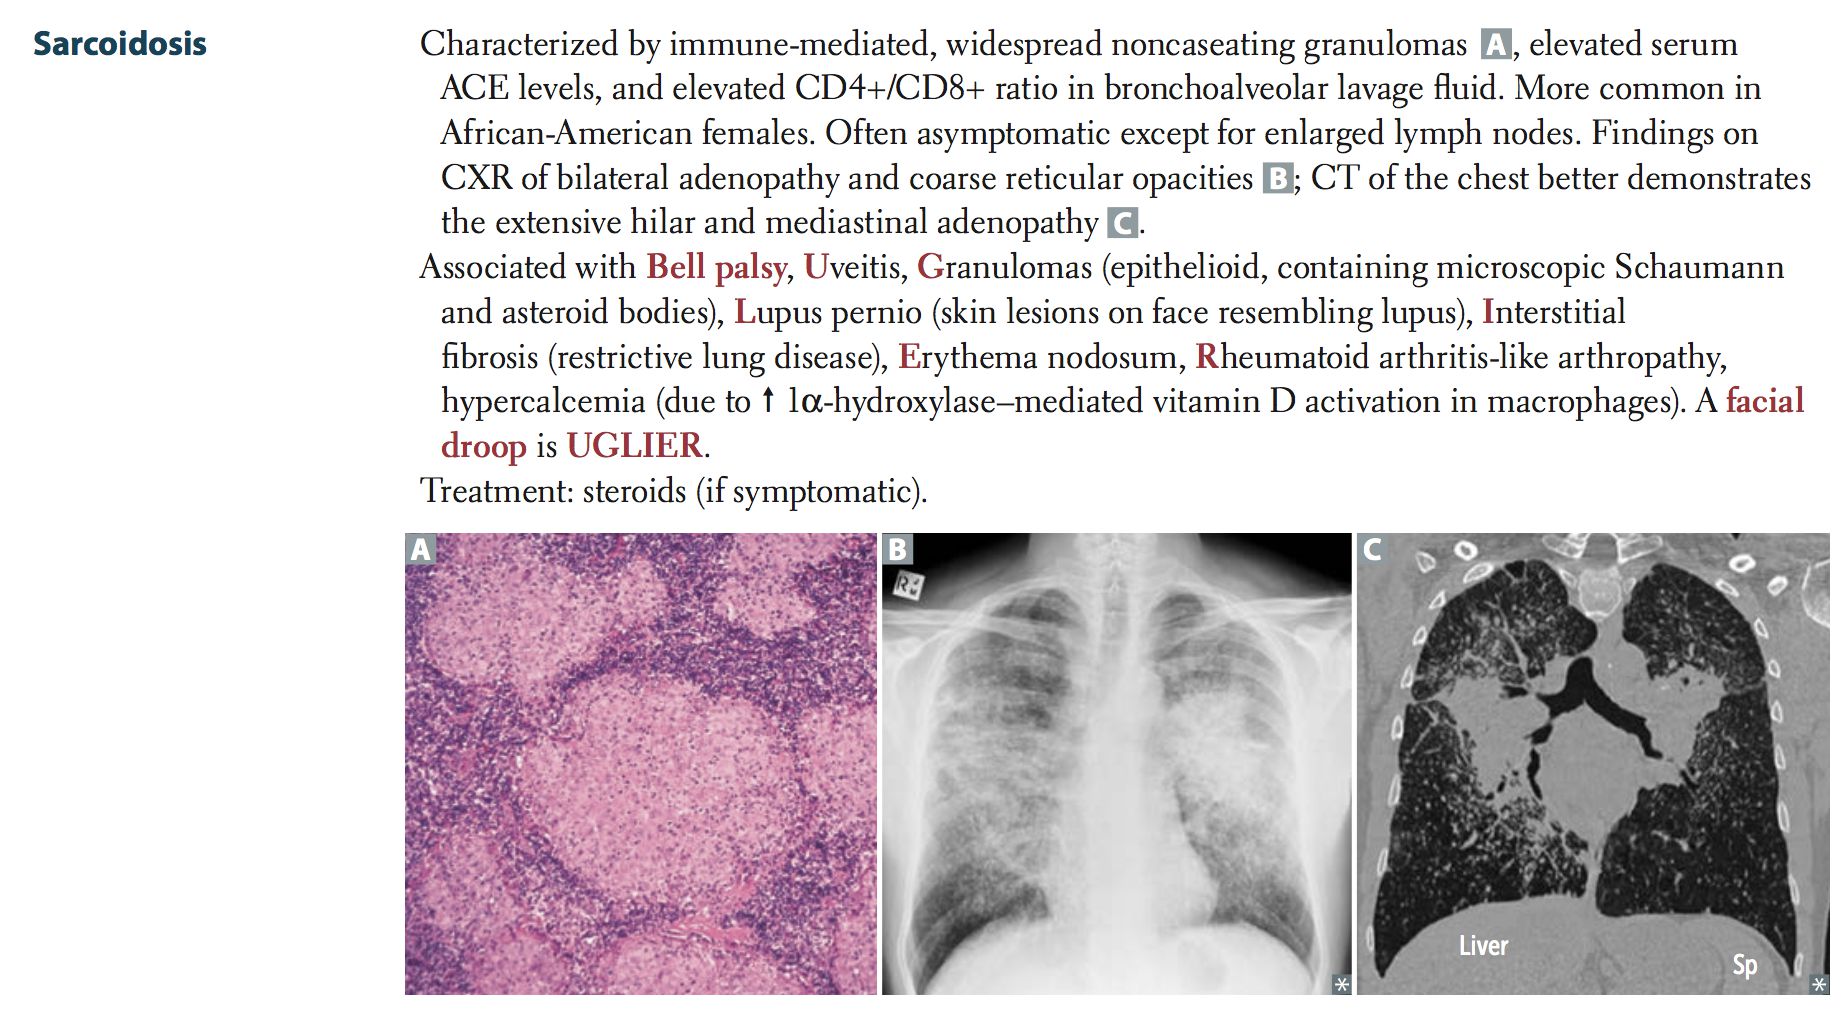 Sarcoidosis
Characterized by immune-mediated, widespread noncaseating granulomas A, elevated serum
ACE levels, and elevated CD4+/CD8+ ratio in bronchoalveolar lavage fluid. More common in
African-American females. Often asymptomatic except for enlarged lymph nodes. Findings on
CXR of bilateral adenopathy and coarse reticular opacities B; CT of the chest better demonstrates
the extensive hilar and mediastinal adenopathy C.
Associated with Bell palsy, Uveitis, Granulomas (epithelioid, containing microscopic Schaumann
and asteroid bodies), Lupus pernio (skin lesions on face resembling lupus), Interstitial
fibrosis (restrictive lung disease), Erythema nodosum, Rheumatoid arthritis-like arthropathy,
hypercalcemia (due to ↑ 1α-hydroxylase–mediated vitamin D activation in macrophages). A facial
droop is UGLIER.
Treatment: steroids (if symptomatic).
A
B
C
R
Liver
Sp
*
*